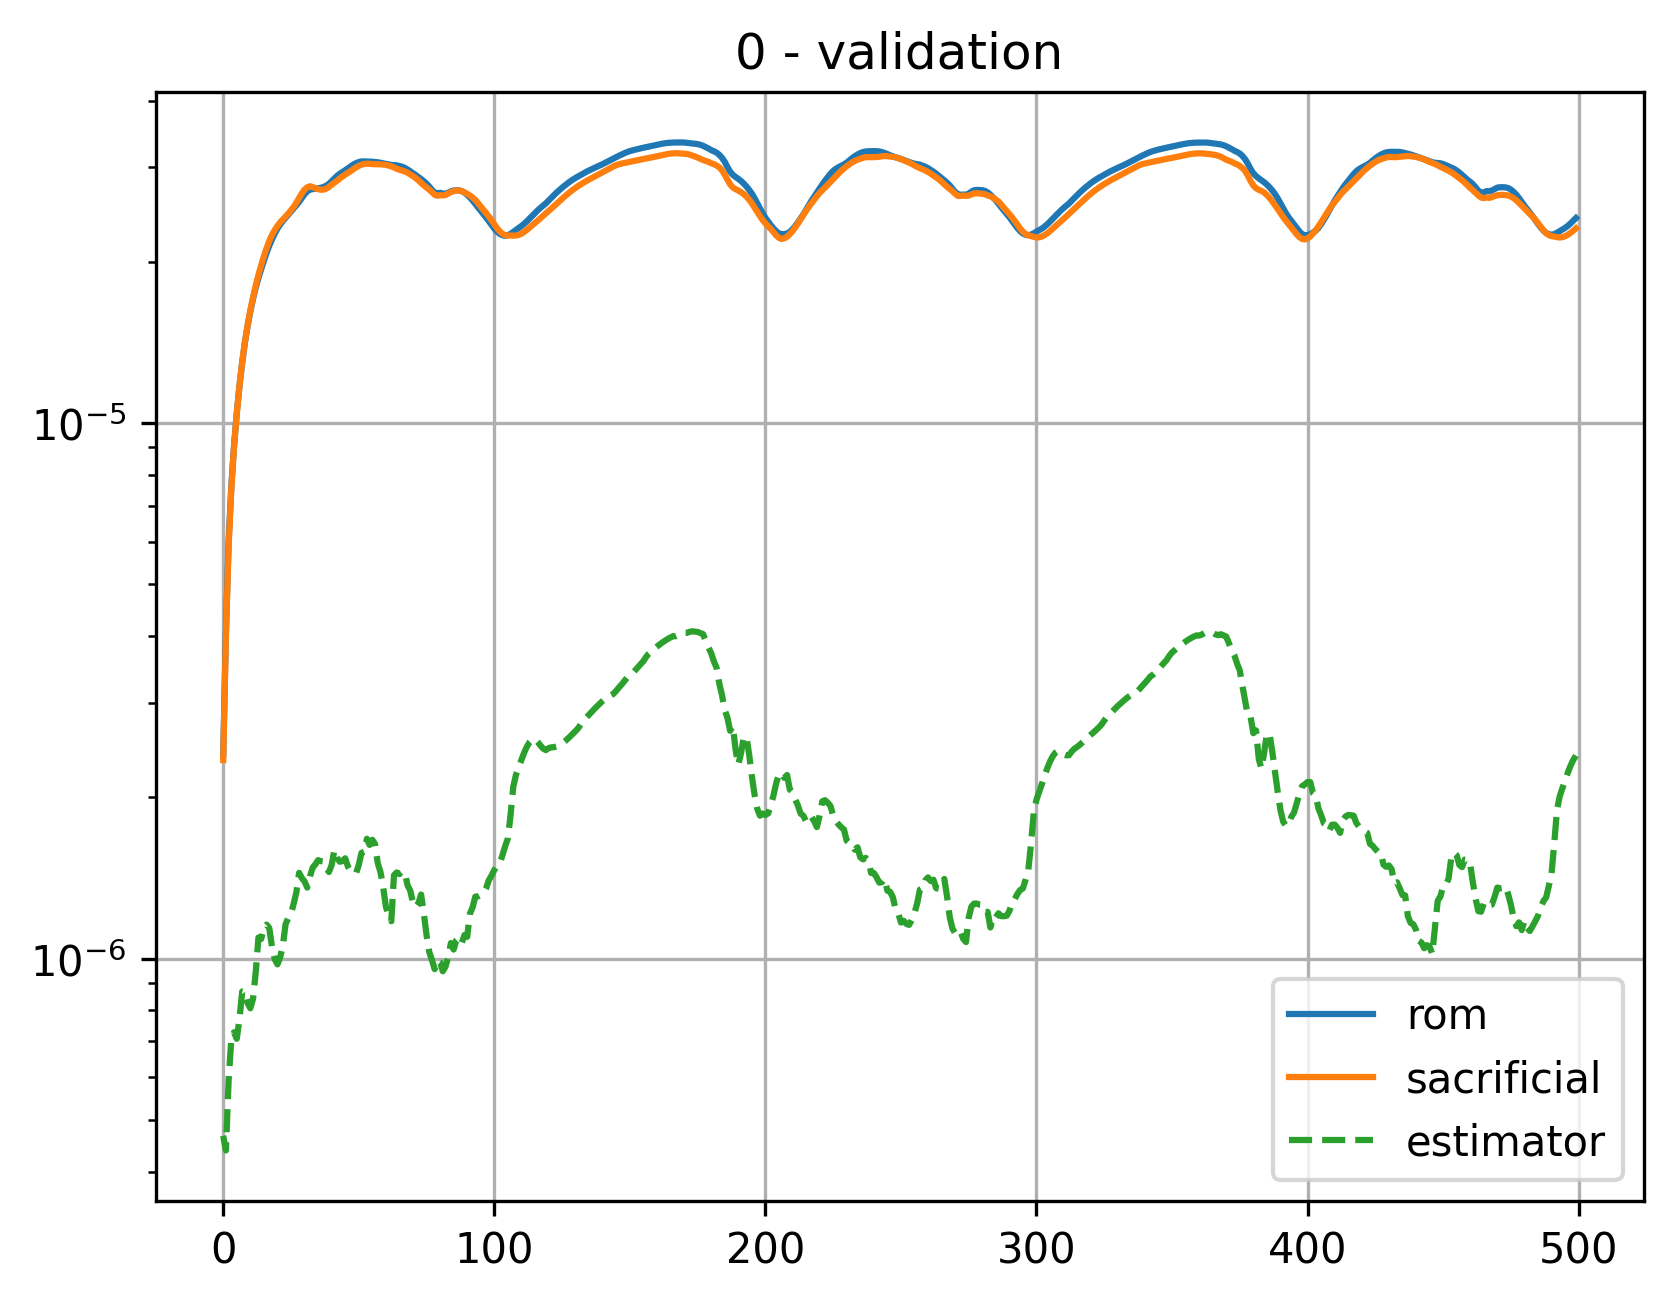 0 - validation
10⁻⁵
10⁻⁶
0 100 200 300 400 500
rom
sacrificial
estimator